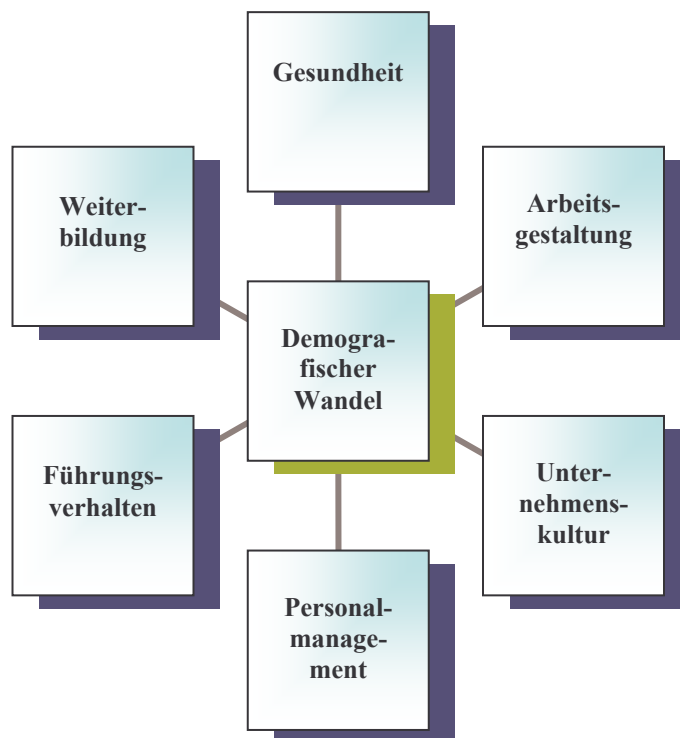 Gesundheit
Weiter-
bildung
Arbeits-
gestaltung
Demogra-
fischer
Wandel
Führungs-
verhalten
Unter-
nehmens-
kultur
Personal-
manage-
ment